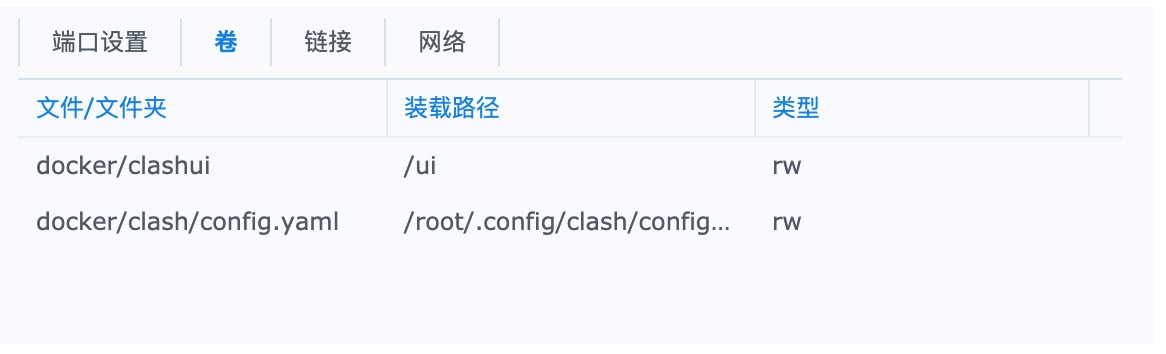 端口设置 卷 链接 网络
文件/文件夹 装载路径 类型
docker/clashui /ui rw
docker/clash/config.yaml /root/.config/clash/config... rw